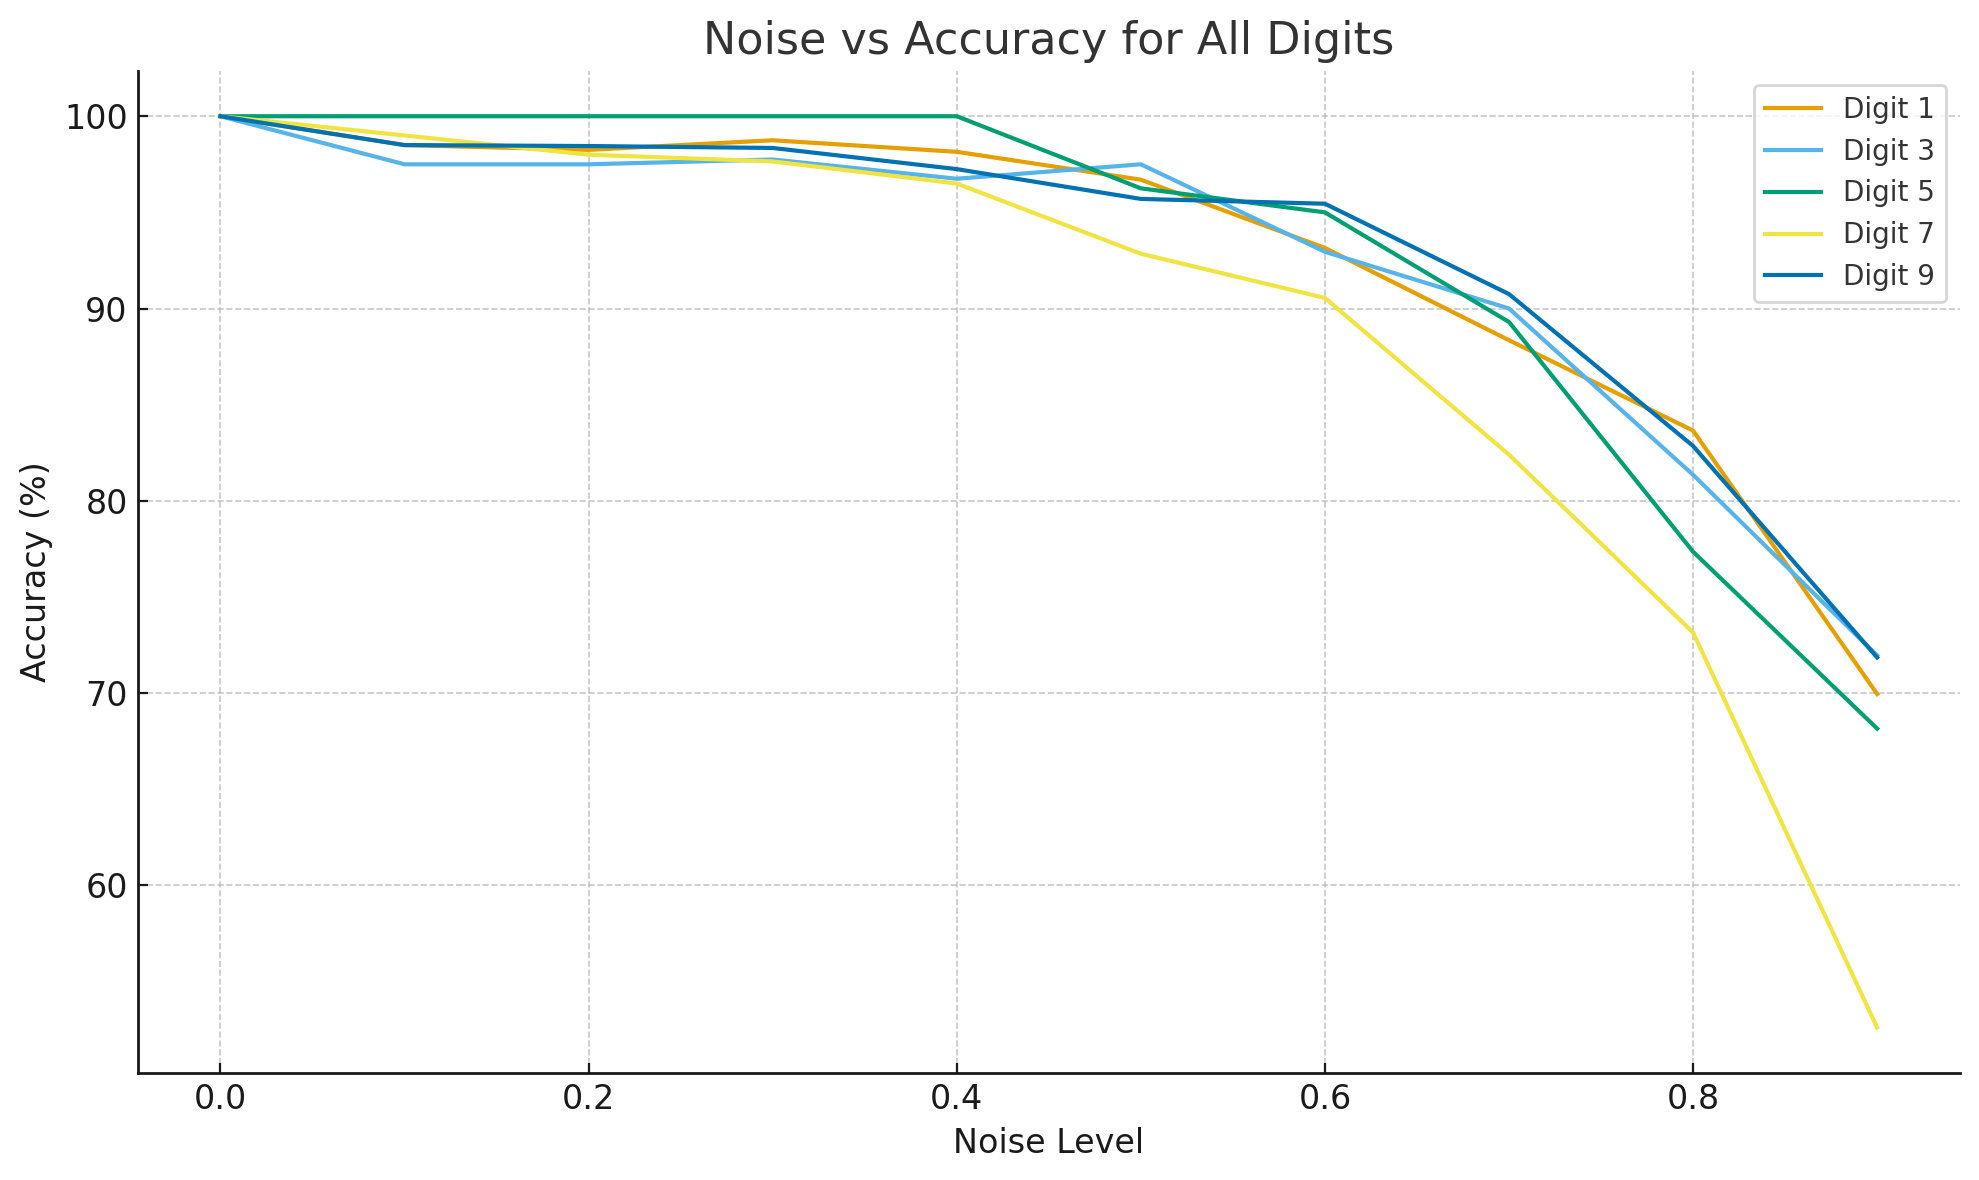 Noise vs Accuracy for All Digits
Digit 1
Digit 3
Digit 5
Digit 7
Digit 9
Accuracy (%)
100
90
80
70
60
0.0 0.2 0.4 0.6 0.8
Noise Level